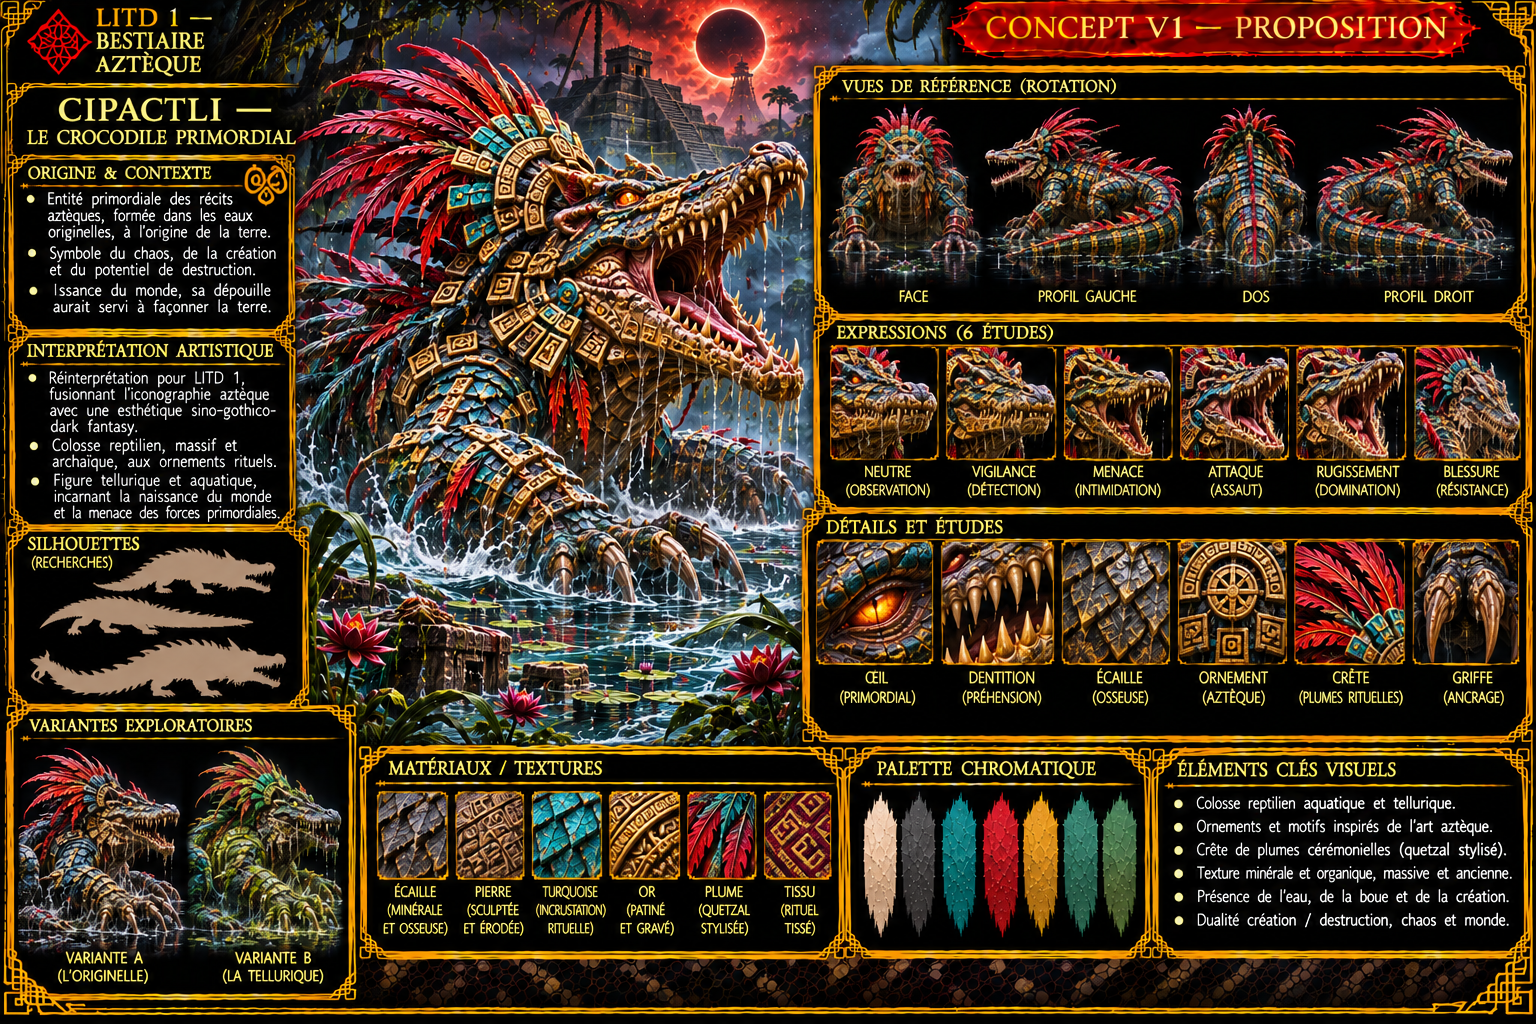 LITD 1 —
BESTIAIRE
AZTÈQUE
CIPACTLI —
LE CROCODILE PRIMORDIAL
ORIGINE & CONTEXTE
• Entité primordiale des récits
aztèques, formée dans les eaux
originelles, à l'origine de la terre.
• Symbole du chaos, de la création
et du potentiel de destruction.
• Issance du monde, sa dépouille
aurait servi à façonner la terre.
INTERPRÉTATION ARTISTIQUE
• Réinterprétation pour LITD 1,
fusionnant l'iconographie aztèque
avec une esthétique sino-gothico-
dark fantasy.
• Colosse reptilien, massif et
archaïque, aux ornements rituels.
• Figure tellurique et aquatique,
incarnant la naissance du monde
et la menace des forces primordiales.
SILHOUETTES
(RECHERCHES)
VARIANTES EXPLORATOIRES
VARIANTE A
(L'ORIGINELLE)
VARIANTE B
(LA TELLURIQUE)
CONCEPT V1 — PROPOSITION
VUES DE RÉFÉRENCE (ROTATION)
FACE
PROFIL GAUCHE
DOS
PROFIL DROIT
EXPRESSIONS (6 ÉTUDES)
NEUTRE
(OBSERVATION)
VIGILANCE
(DÉTECTION)
MENACE
(INTIMIDATION)
ATTAQUE
(ASSAUT)
RUGISSEMENT
(DOMINATION)
BLESSURE
(RÉSISTANCE)
DÉTAILS ET ÉTUDES
ŒIL
(PRIMORDIAL)
DENTITION
(PRÉHENSION)
ÉCAILLE
(OSSEUSE)
ORNEMENT
(AZTÈQUE)
CRÊTE
(PLUMES RITUELLES)
GRIFFE
(ANCRAGE)
MATÉRIAUX / TEXTURES
ÉCAILLE
(MINÉRALE
ET OSSEUSE)
PIERRE
(SCULPTÉE
ET ÉRODÉE)
TURQUOISE
(INCRUSTATION
RITUELLE)
OR
(PATINÉ
ET GRAVÉ)
PLUME
(QUETZAL
STYLISÉE)
TISSU
(RITUEL
TISSÉ)
PALETTE CHROMATIQUE
ÉLÉMENTS CLÉS VISUELS
• Colosse reptilien aquatique et tellurique.
• Ornements et motifs inspirés de l'art aztèque.
• Crête de plumes cérémonielles (quetzal stylisé).
• Texture minérale et organique, massive et ancienne.
• Présence de l'eau, de la boue et de la création.
• Dualité création / destruction, chaos et monde.